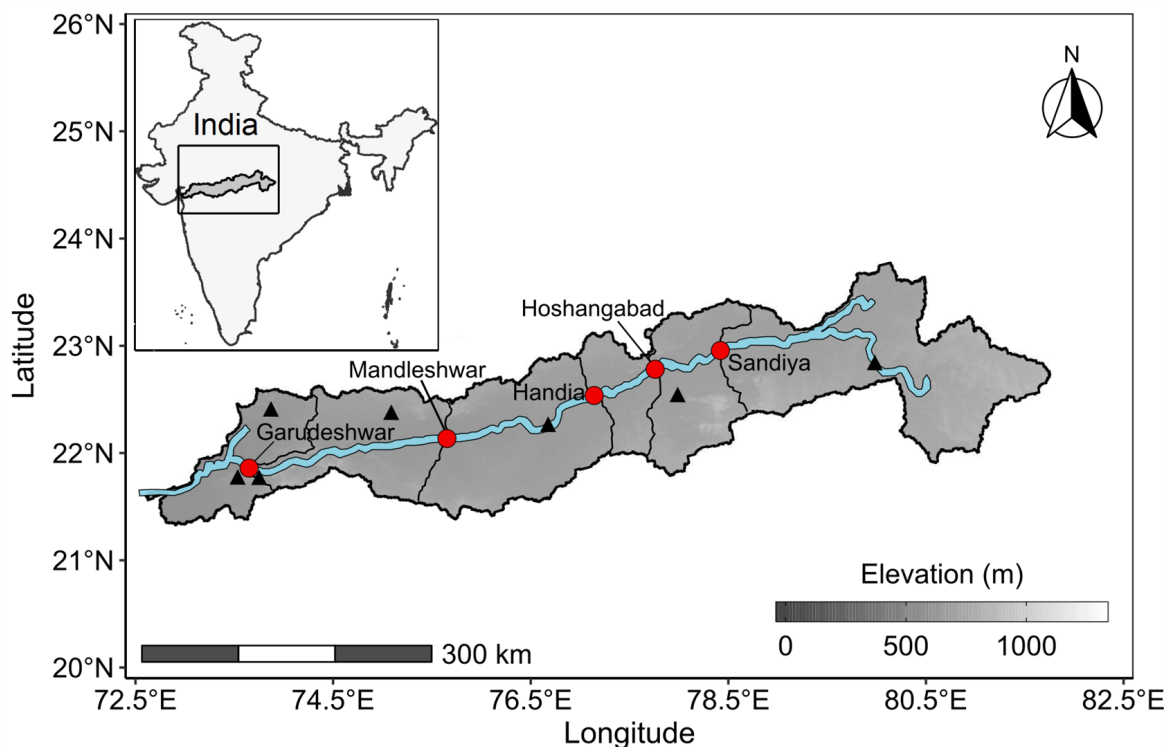 26°N
25°N
24°N
23°N
22°N
21°N
20°N
Latitude
India
N
Hoshangabad
Sandiya
Mandleshwar
Handia
Garudeshwar
Elevation (m)
0 500 1000
300 km
72.5°E 74.5°E 76.5°E 78.5°E 80.5°E 82.5°E
Longitude